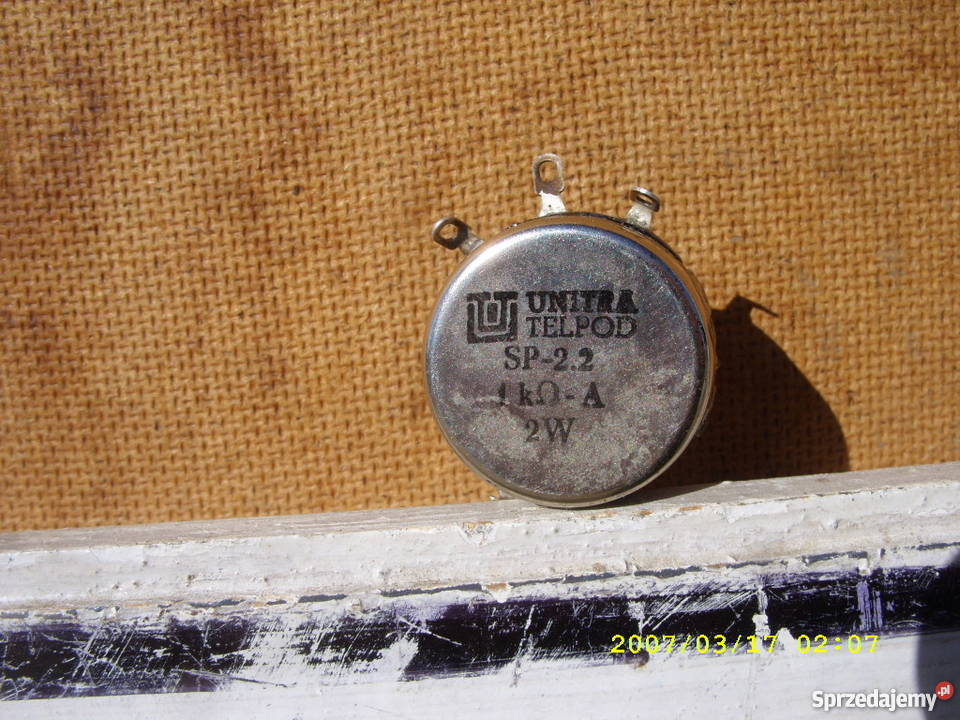 UNITRA
TELPOD
SP-2.2
1 kΩ-A
2W
2007/03/17 02:07
Sprzedajemy.pl